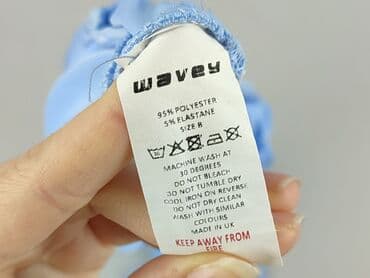 wavey
95% POLYESTER
5% ELASTANE
SIZE 8
30
MACHINE WASH AT
30 DEGREES
DO NOT BLEACH
DO NOT TUMBLE DRY
COOL IRON ON REVERSE
DO NOT DRY CLEAN
WASH WITH SIMILAR
COLOURS
MADE IN UK
KEEP AWAY FROM
FIRE